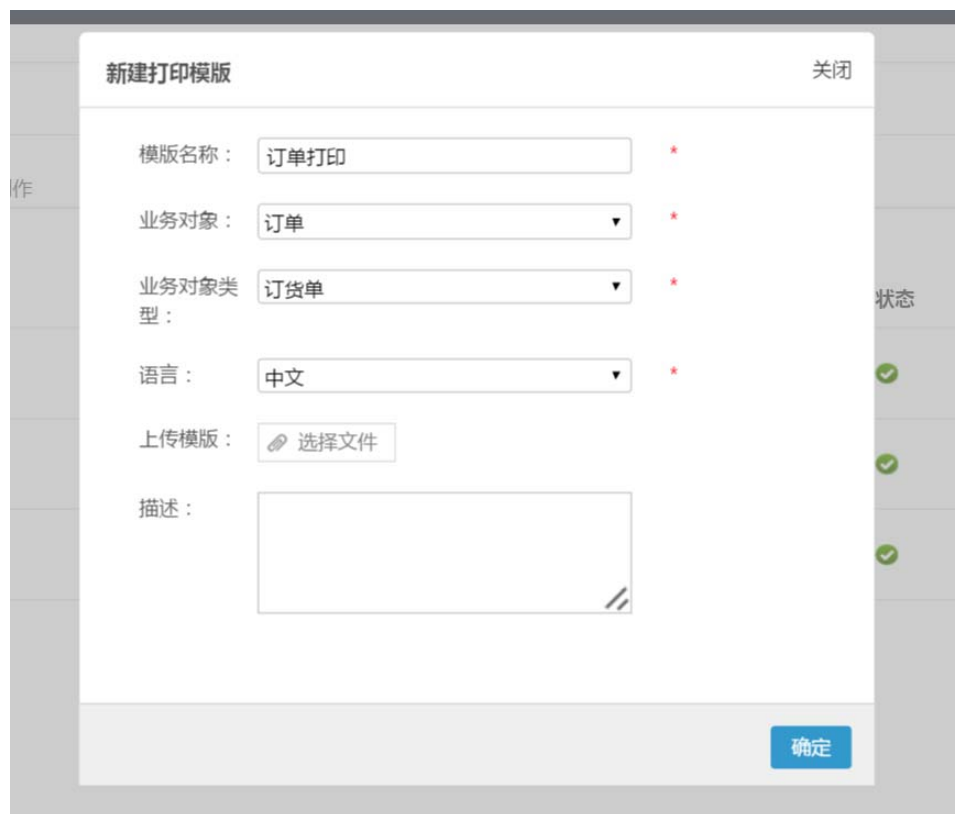 新建打印模版
关闭
模版名称：
订单打印
*
作
业务对象：
订单
*
业务对象类
型：
订货单
*
状态
语言：
中文
*
上传模版：
选择文件
描述：
确定